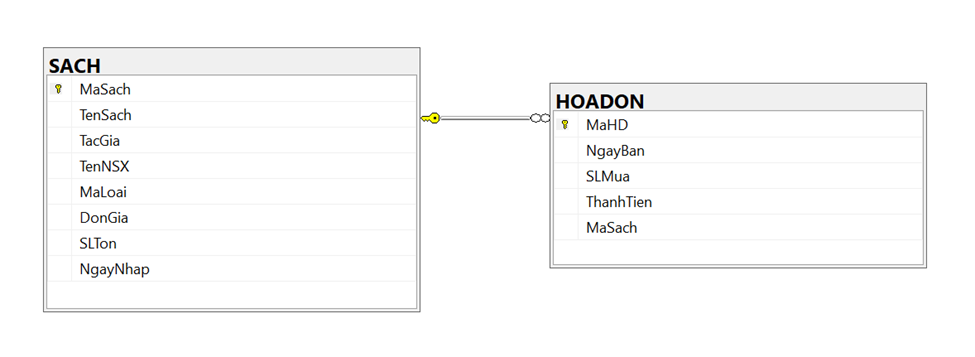 SACH
MaSach
TenSach
TacGia
TenNSX
MaLoai
DonGia
SLTon
NgayNhap
HOADON
MaHD
NgayBan
SLMua
ThanhTien
MaSach